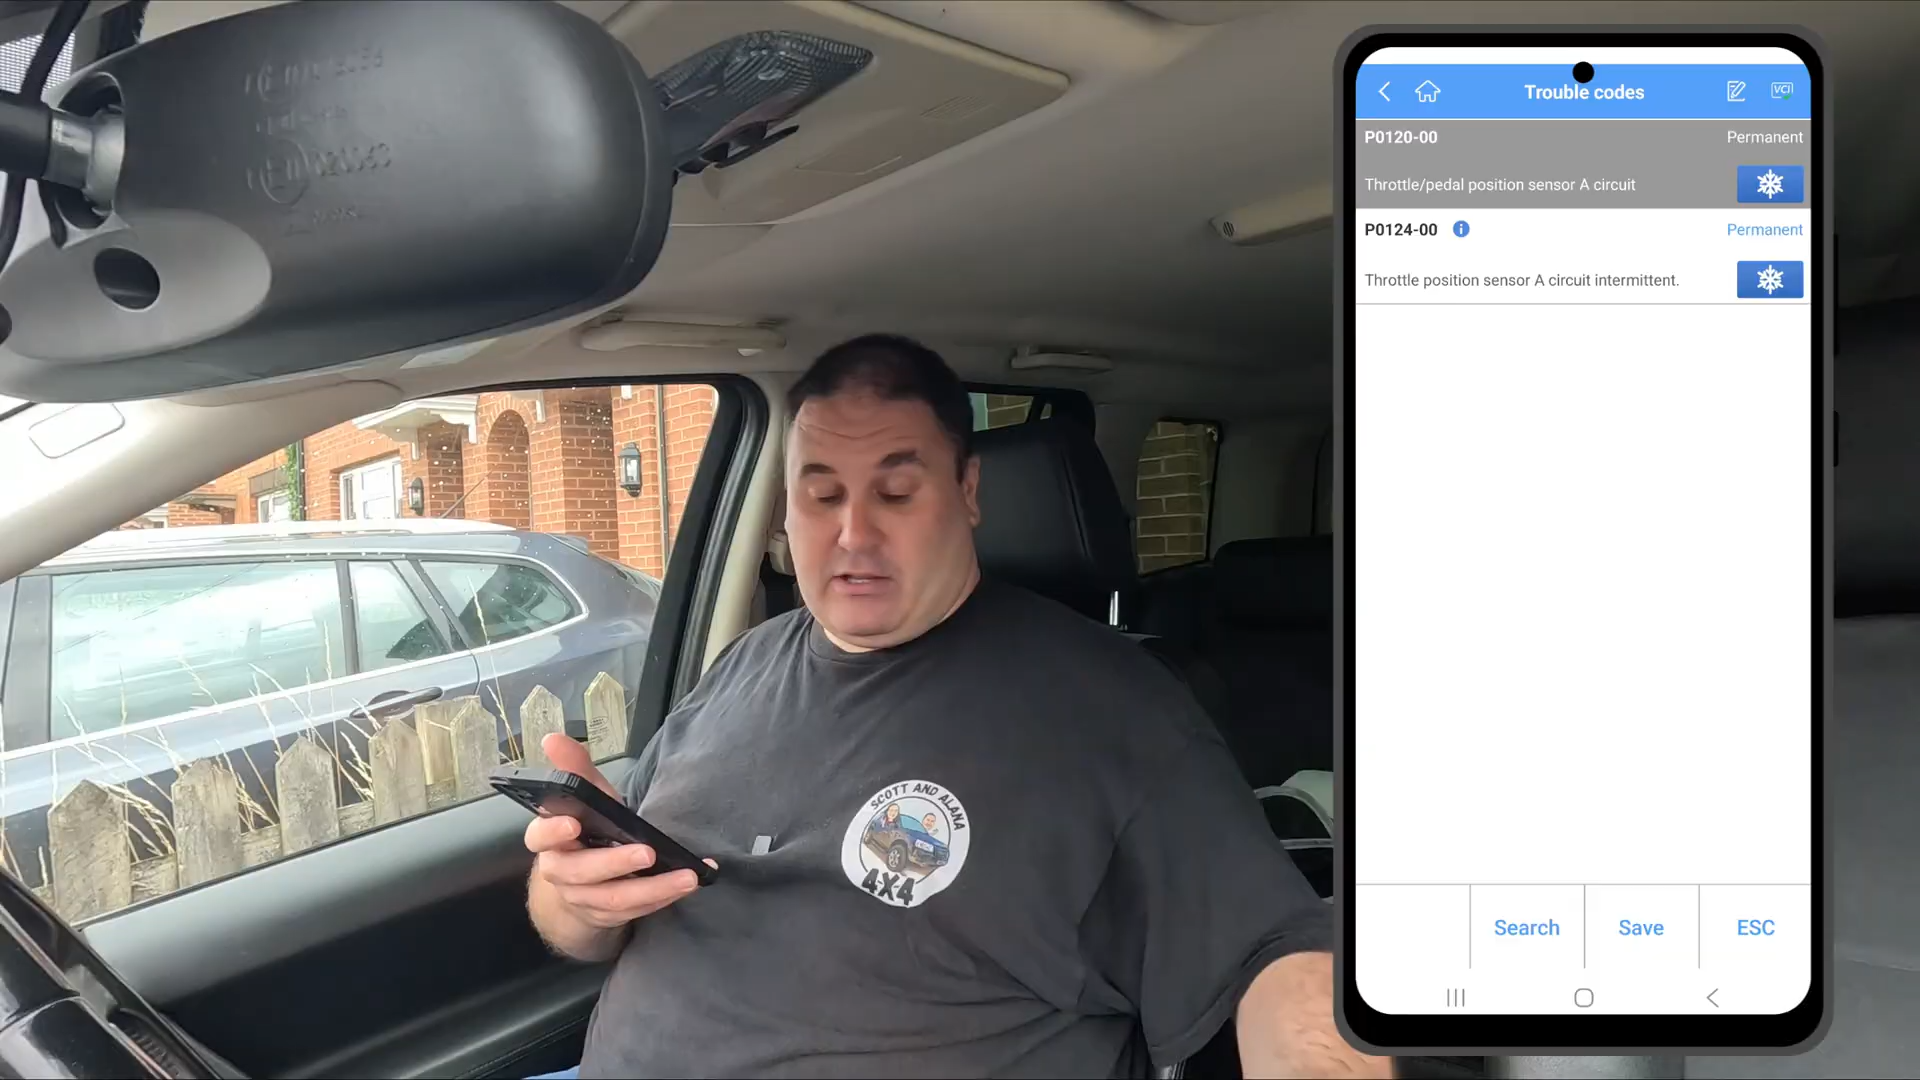 Trouble codes
VCI
P0120-00
Permanent
Throttle/pedal position sensor A circuit
P0124-00
Permanent
Throttle position sensor A circuit intermittent.
Search
Save
ESC
SCOTT AND ALANA
4X4